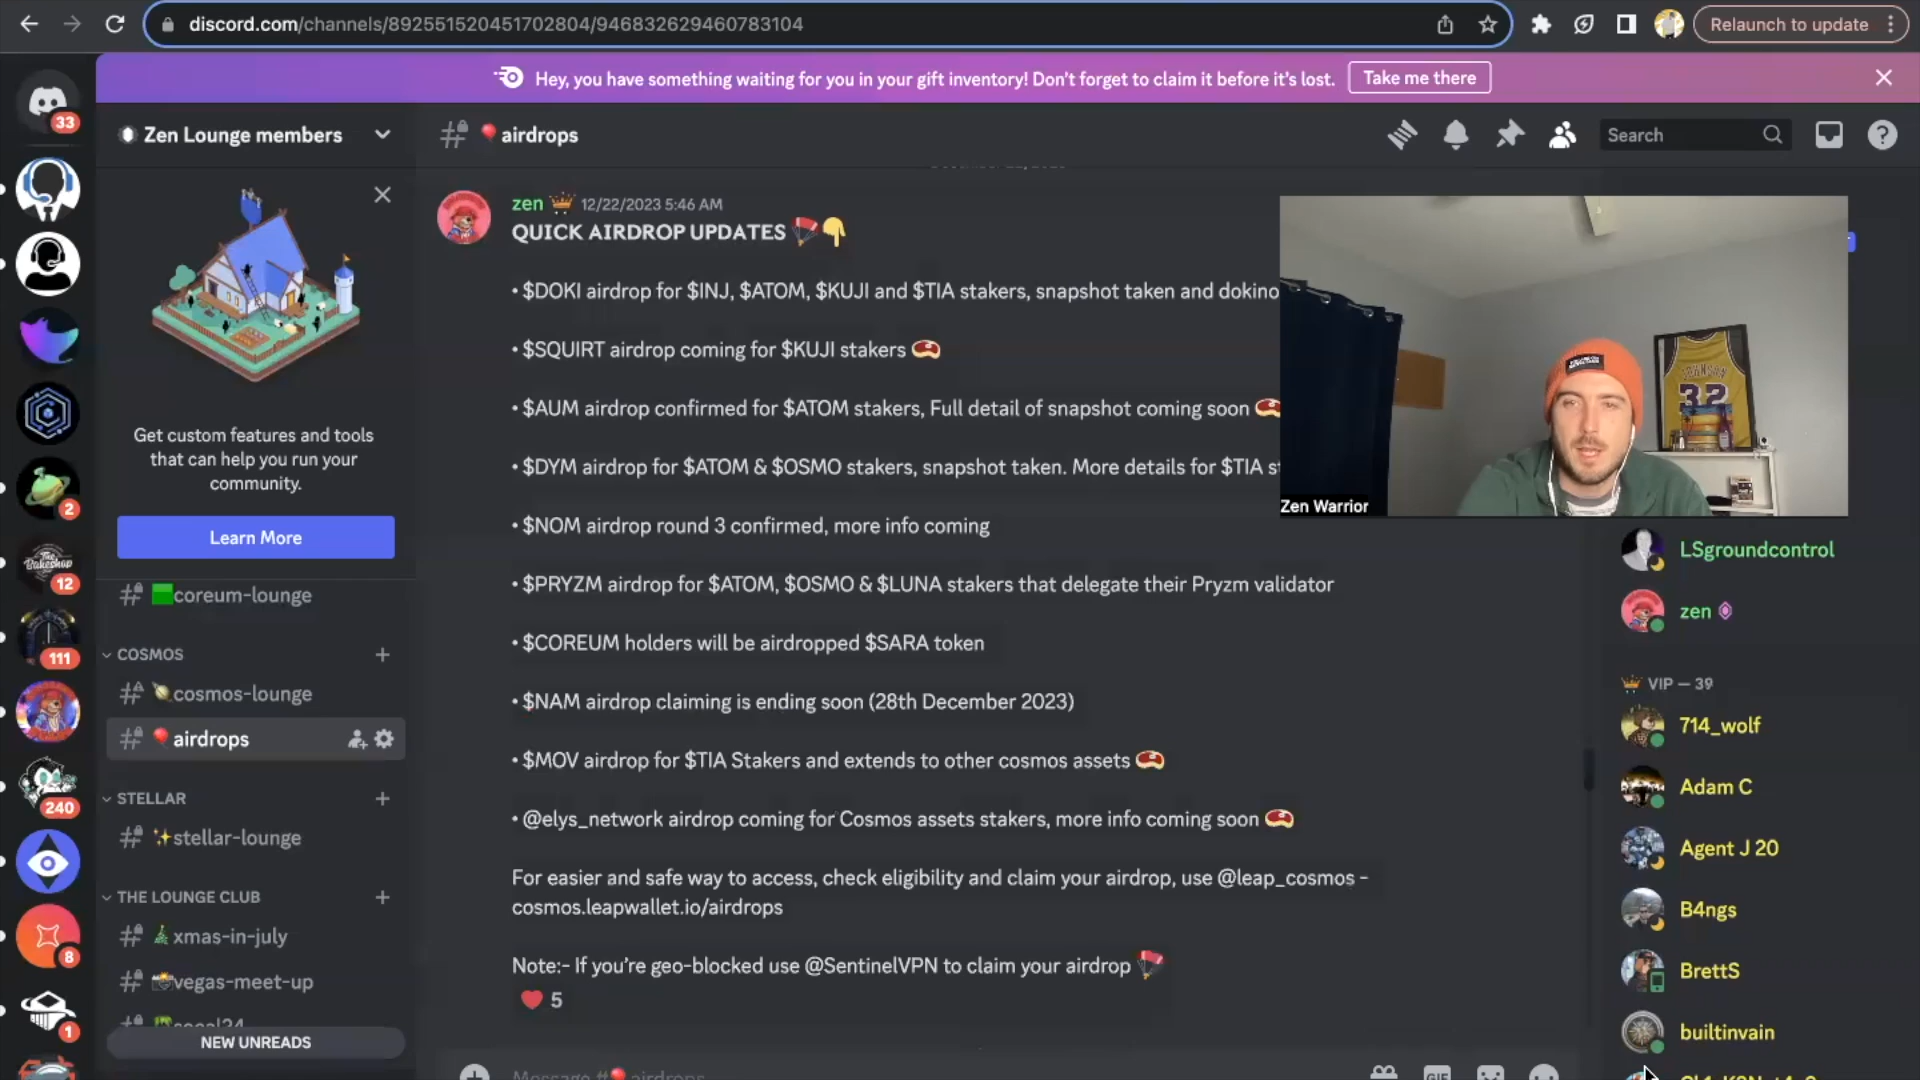 discord.com/channels/892551520451702804/946832629460783104
Relaunch to update
Hey, you have something waiting for you in your gift inventory! Don't forget to claim it before it's lost.
Take me there
33
Zen Lounge members
airdrops
Search
zen 12/22/2023 5:46 AM
QUICK AIRDROP UPDATES
• $DOKI airdrop for $INJ, $ATOM, $KUJI and $TIA stakers, snapshot taken and dokino
• $SQUIRT airdrop coming for $KUJI stakers
• $AUM airdrop confirmed for $ATOM stakers, Full detail of snapshot coming soon
• $DYM airdrop for $ATOM & $OSMO stakers, snapshot taken. More details for $TIA st
• $NOM airdrop round 3 confirmed, more info coming
• $PRYZM airdrop for $ATOM, $OSMO & $LUNA stakers that delegate their Pryzm validator
• $COREUM holders will be airdropped $SARA token
• $NAM airdrop claiming is ending soon (28th December 2023)
• $MOV airdrop for $TIA Stakers and extends to other cosmos assets
• @elys_network airdrop coming for Cosmos assets stakers, more info coming soon
For easier and safe way to access, check eligibility and claim your airdrop, use @leap_cosmos -
cosmos.leapwallet.io/airdrops
Note:- If you're geo-blocked use @SentinelVPN to claim your airdrop
5
Message # airdrops
GIF
Get custom features and tools
that can help you run your
community.
Learn More
coreum-lounge
COSMOS
cosmos-lounge
airdrops
STELLAR
stellar-lounge
THE LOUNGE CLUB
xmas-in-july
vegas-meet-up
NEW UNREADS
2
The Bakeshop
12
111
240
8
1
JOHNSON
32
Zen Warrior
LSgroundcontrol
zen
VIP — 39
714_wolf
Adam C
Agent J 20
B4ngs
BrettS
builtinvain